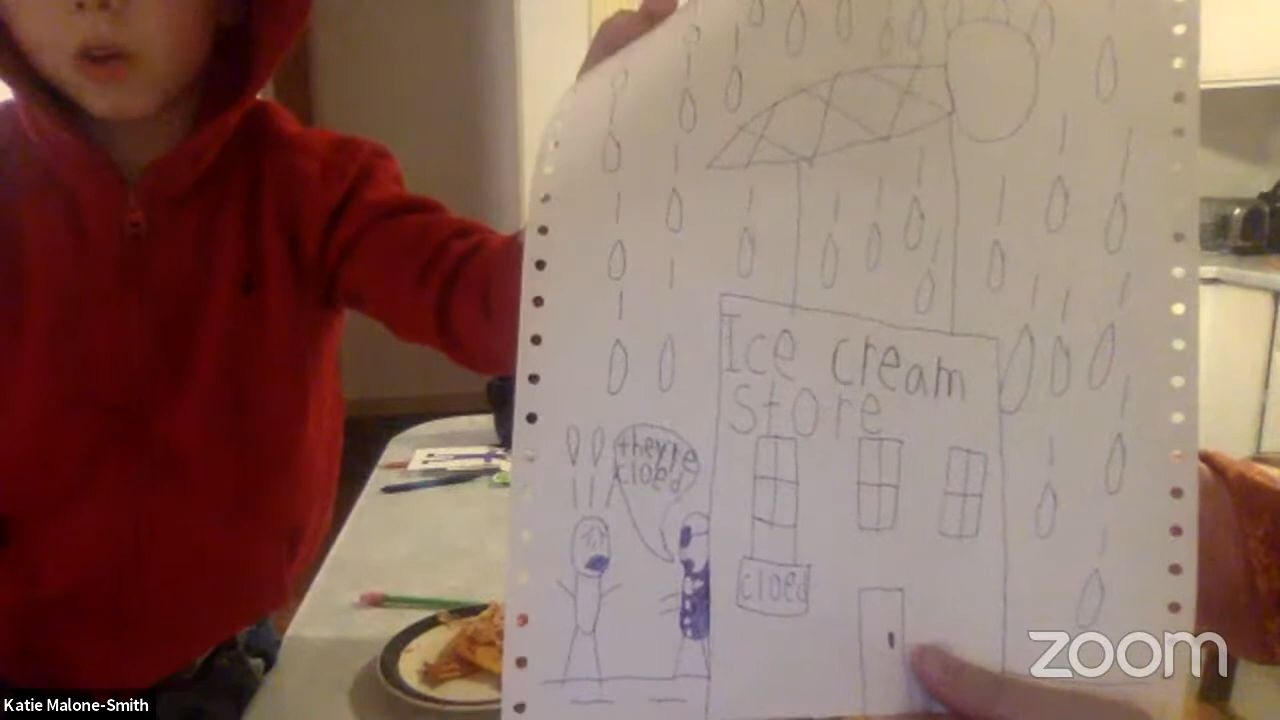 Ice cream
Store
they're
cloed
cloed
Katie Malone-Smith
zoom